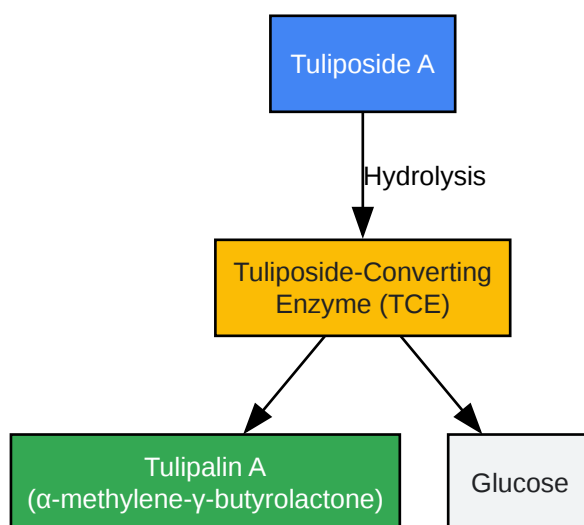 Tuliposide A
Hydrolysis
Tuliposide-Converting
Enzyme (TCE)
Tulipalin A
(α-methylene-γ-butyrolactone)
Glucose